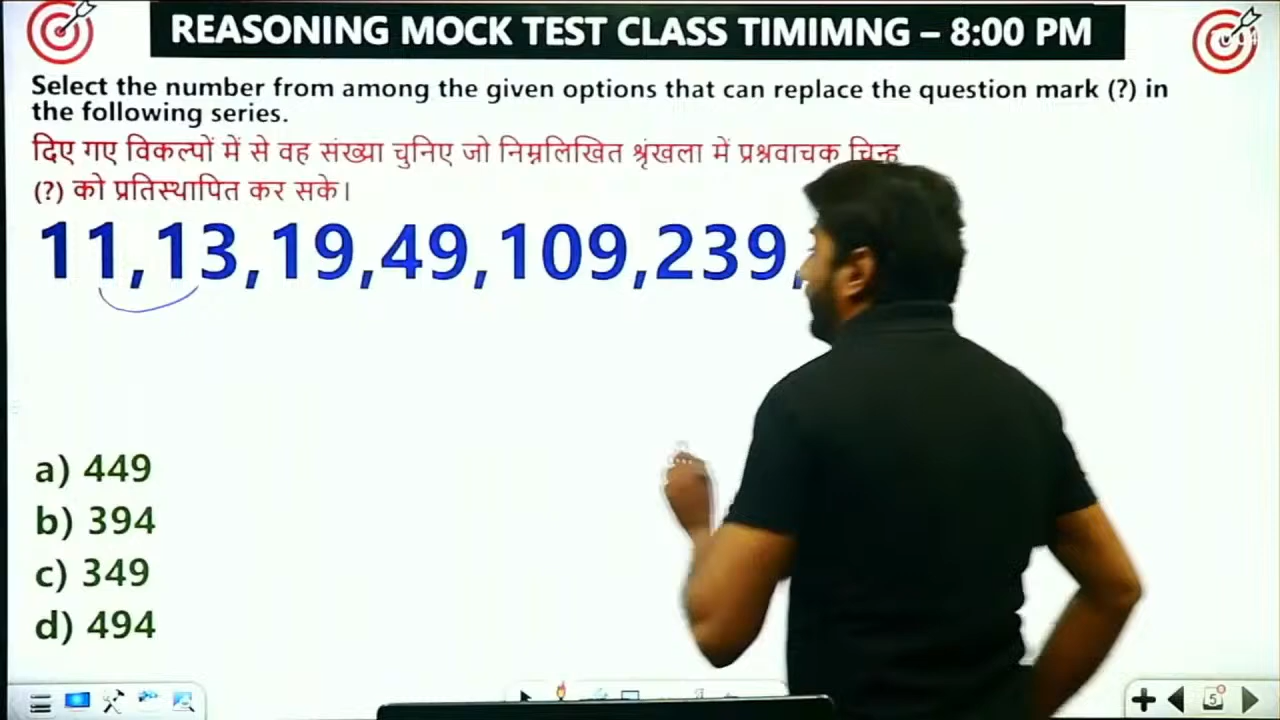 REASONING MOCK TEST CLASS TIMIMNG – 8:00 PM
Select the number from among the given options that can replace the question mark (?) in
the following series.
दिए गए विकल्पों में से वह संख्या चुनिए जो निम्नलिखित श्रृंखला में प्रश्नवाचक चिन्ह
(?) को प्रतिस्थापित कर सके।
11,13,19,49,109,239,
a) 449
b) 394
c) 349
d) 494
5